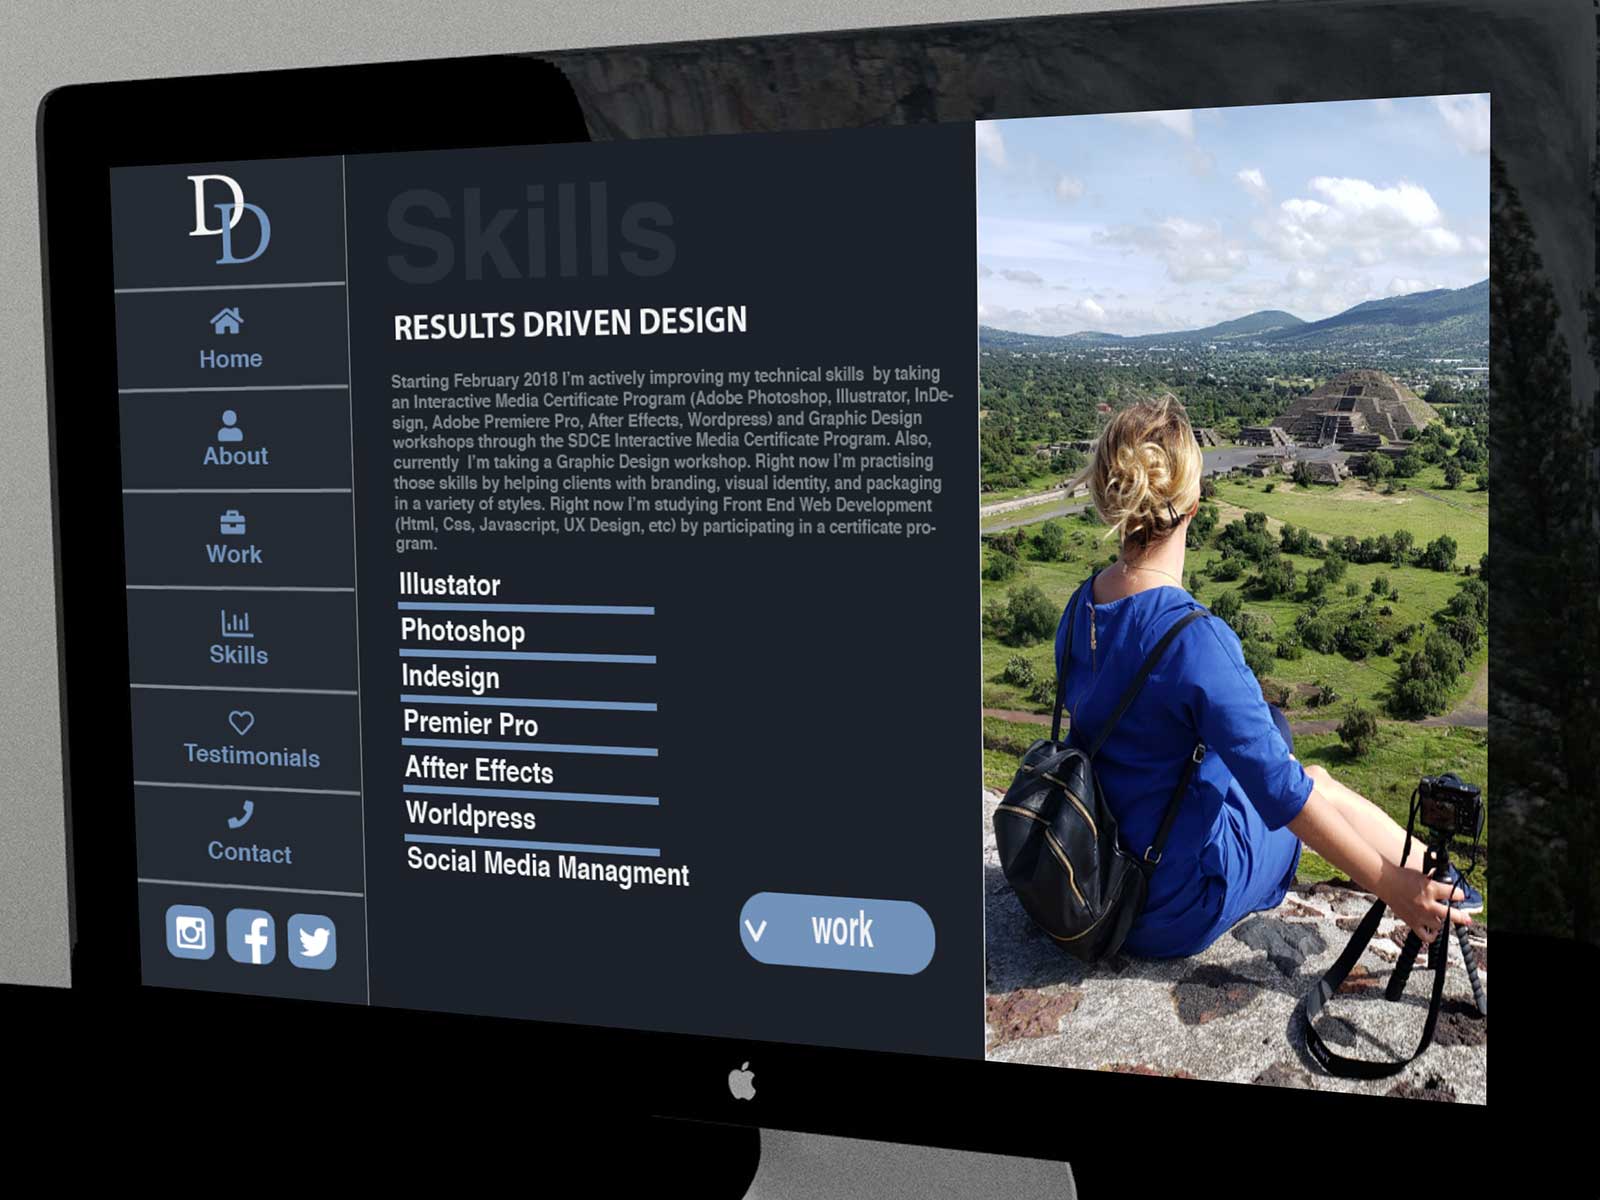 D
D
Home
About
Work
Skills
Testimonials
Contact
Skills
RESULTS DRIVEN DESIGN
Starting February 2018 I'm actively improving my technical skills by taking
an Interactive Media Certificate Program (Adobe Photoshop, Illustrator, InDe-
sign, Adobe Premiere Pro, After Effects, Wordpress) and Graphic Design
workshops through the SDCE Interactive Media Certificate Program. Also,
currently I'm taking a Graphic Design workshop. Right now I'm practising
those skills by helping clients with branding, visual identity, and packaging
in a variety of styles. Right now I'm studying Front End Web Development
(Html, Css, Javascript, UX Design, etc) by participating in a certificate pro-
gram.
Illustator
Photoshop
Indesign
Premier Pro
Affter Effects
Worldpress
Social Media Managment
work
SONY